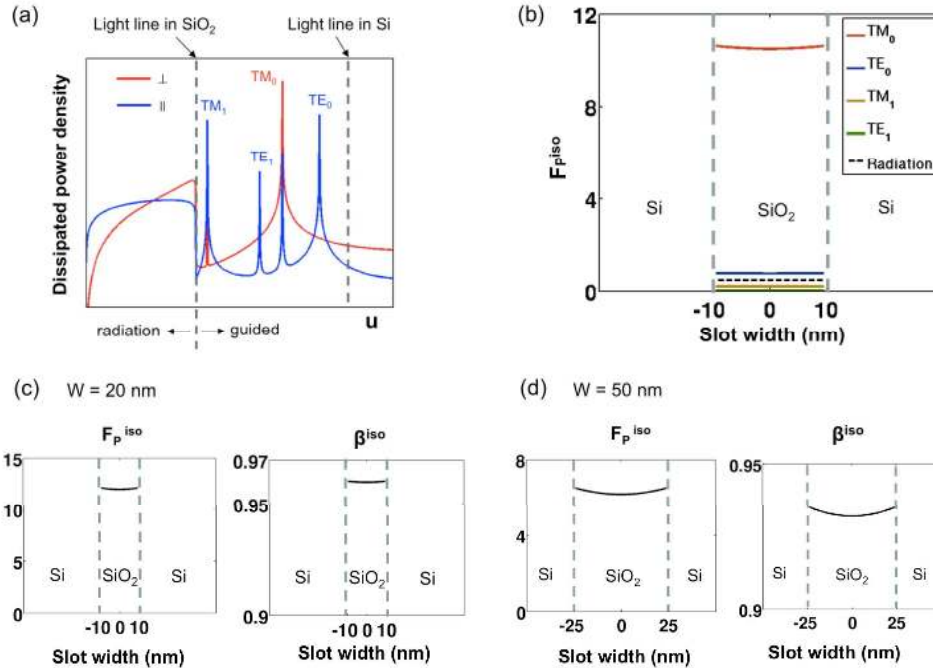 (a)
Light line in SiO2
Light line in Si
Dissipated power density
⊥
||
TM1
TE1
TM0
TE0
u
radiation
guided
(b)
FPiso
12
8
4
0
TM0
TE0
TM1
TE1
Radiation
Si
SiO2
Si
-10 0 10
Slot width (nm)
(c) W = 20 nm
FP iso
15
10
5
0
Si
SiO2
Si
-10 0 10
Slot width (nm)
βiso
0.97
0.95
0.9
Si
SiO2
Si
-10 0 10
Slot width (nm)
(d) W = 50 nm
FP iso
8
4
0
Si
SiO2
Si
-25 0 25
Slot width (nm)
βiso
0.95
0.9
Si
SiO2
Si
-25 0 25
Slot width (nm)